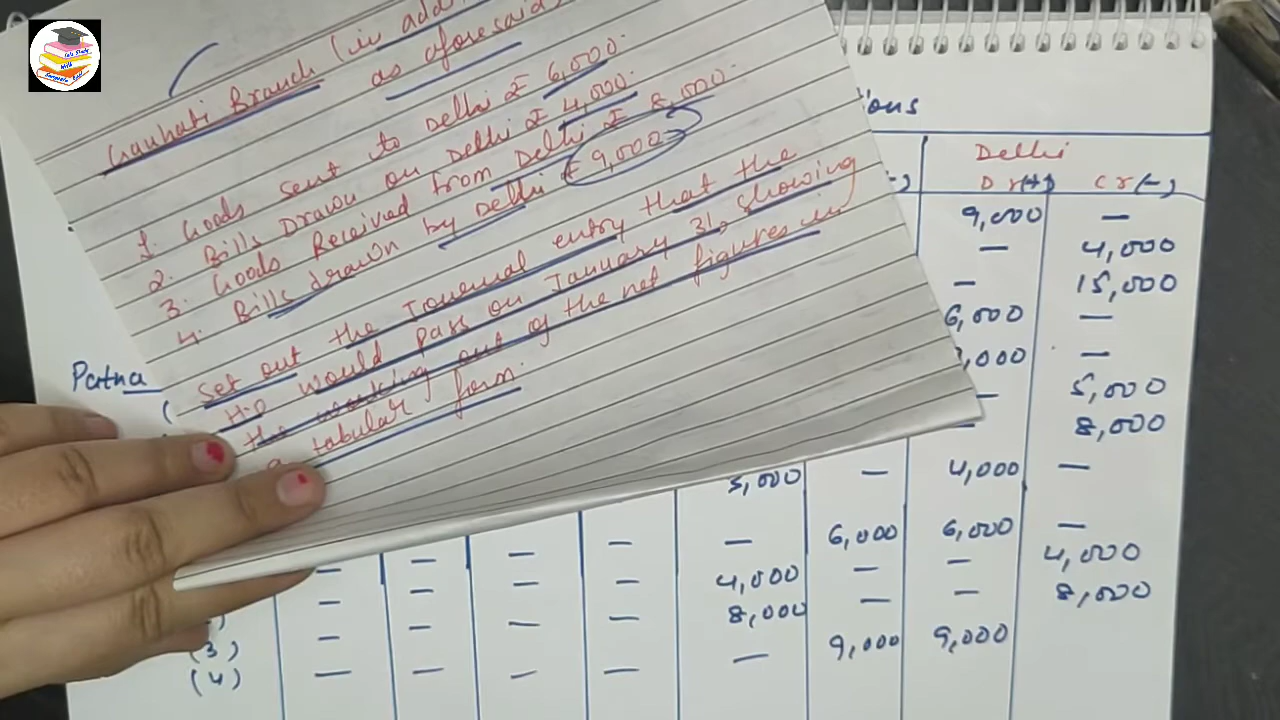 Let's Study
With
Gauhati Branch (in add.
as aforesaid
1. Goods sent to Delhi ₹ 6,000.
2. Bills Drawn on Delhi ₹ 4,000.
3. Goods Received from Delhi ₹ 8,000.
4. Bills drawn by Delhi ₹ 9,000
Set out the Journal entry that the
H.O would pass on January 31, showing
the working out of the net figures in
a tabular form.
ions
Delhi
-) Dr(+) Cr(-)
9,000 —
— 4,000
— 15,000
6,000 —
,000 —
— 5,000
Patna
(
— 8,000
5,000 — 4,000 —
— — — — 6,000 6,000 —
— — — 4,000 — — 4,000
— — — 8,000 — — 8,000
(3) — — — — 9,000 9,000
(4) — — —